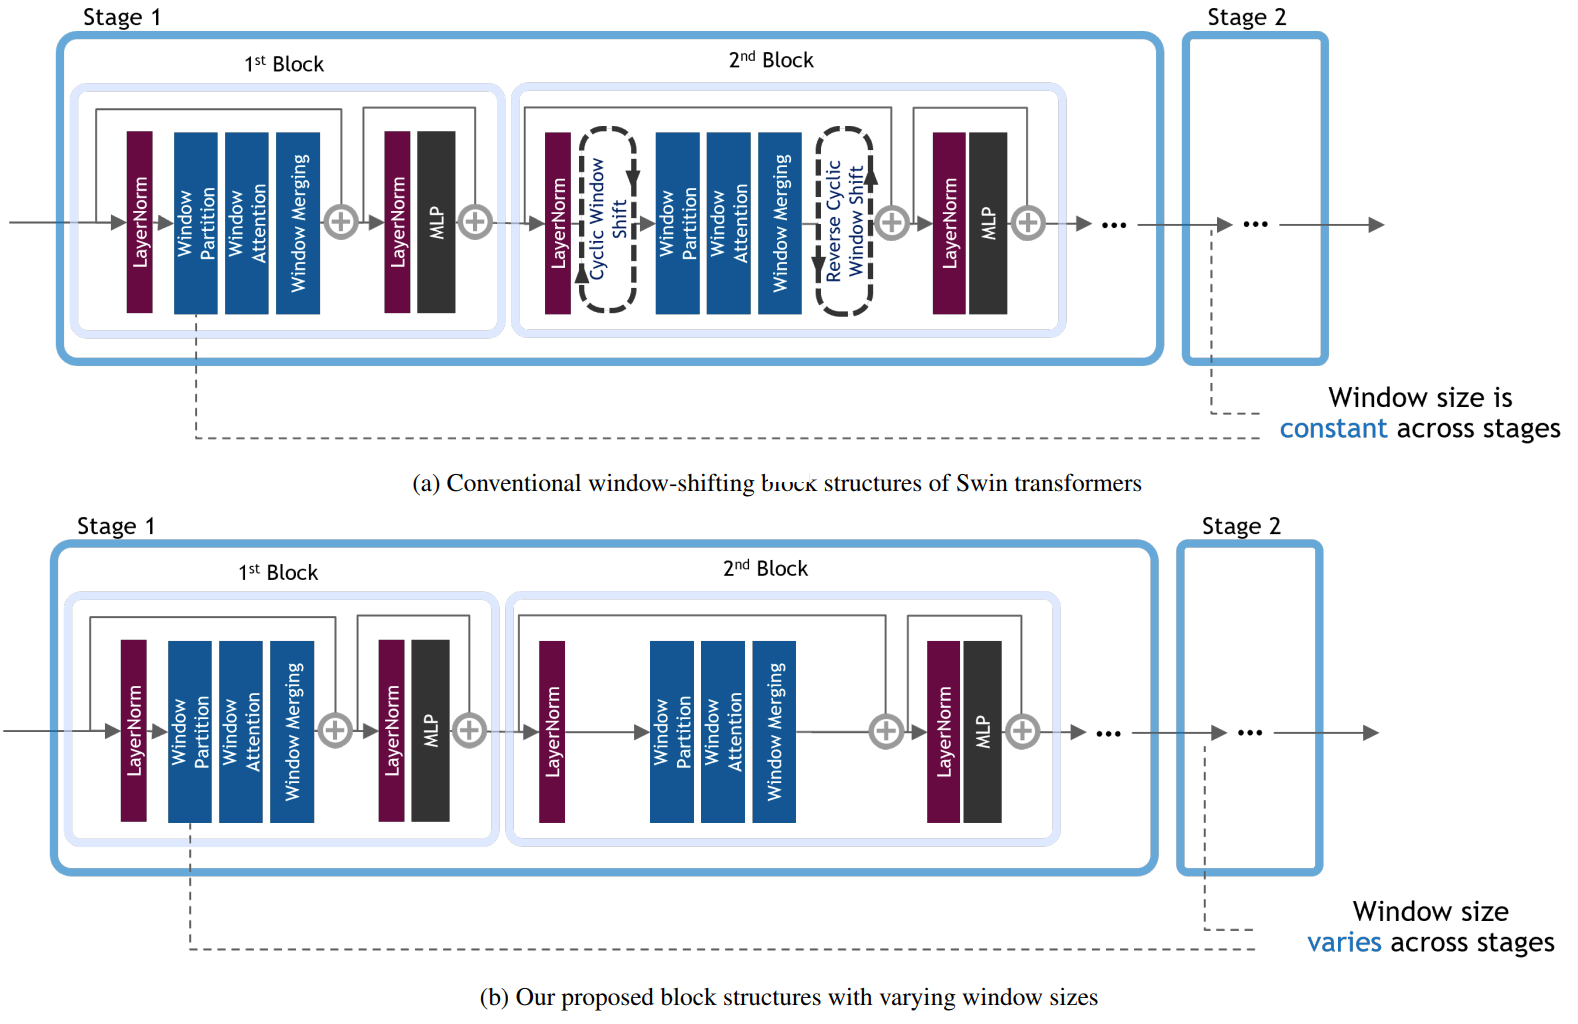 Stage 1
Stage 2
1st Block
2nd Block
LayerNorm
Window
Partition
Window
Attention
Window Merging
LayerNorm
MLP
LayerNorm
Cyclic Window
Shift
Window
Partition
Window
Attention
Window Merging
Reverse Cyclic
Window Shift
LayerNorm
MLP
...
...
Window size is
constant across stages
(a) Conventional window-shifting block structures of Swin transformers
Stage 1
Stage 2
1st Block
2nd Block
LayerNorm
Window
Partition
Window
Attention
Window Merging
LayerNorm
MLP
LayerNorm
Window
Partition
Window
Attention
Window Merging
LayerNorm
MLP
...
...
Window size
varies across stages
(b) Our proposed block structures with varying window sizes